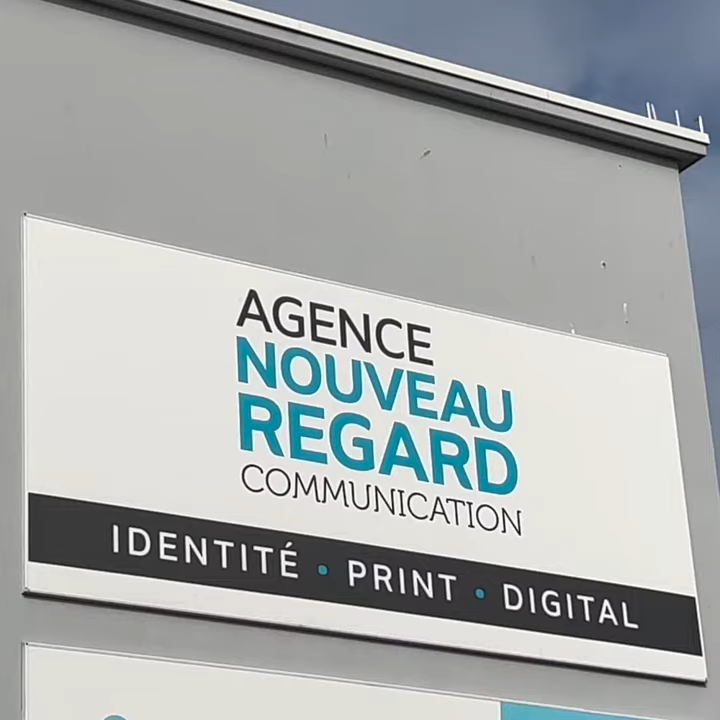 AGENCE
NOUVEAU
REGARD
COMMUNICATION
IDENTITÉ • PRINT • DIGITAL